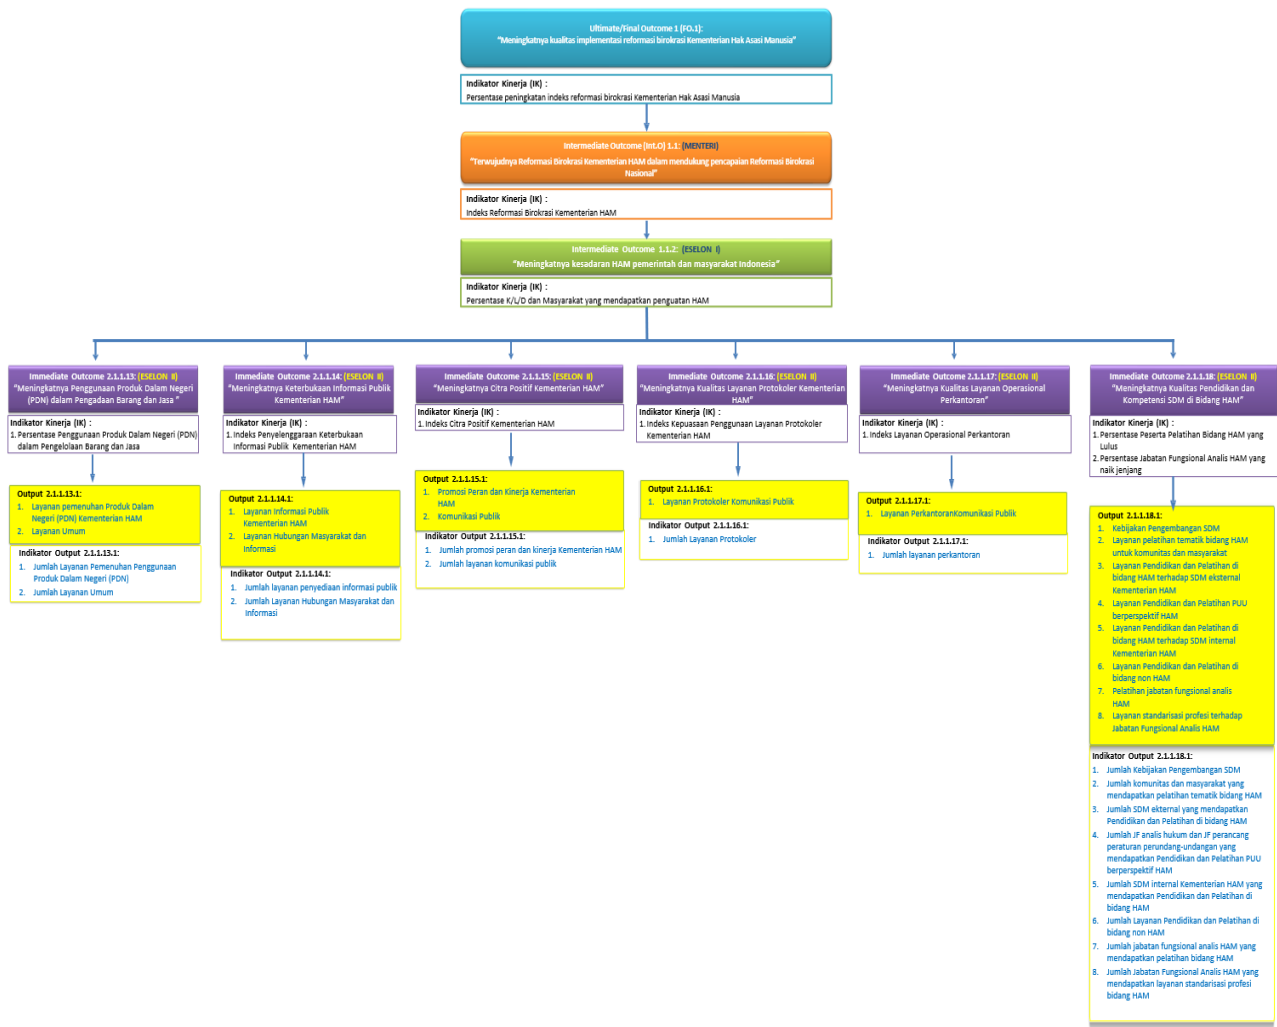 Ultimate/Final Outcome 1 (FO.1):
"Meningkatnya kualitas implementasi reformasi birokrasi Kementerian Hak Asasi Manusia"
Indikator Kinerja (IK) :
Persentase peningkatan indeks reformasi birokrasi Kementerian Hak Asasi Manusia
Intermediate Outcome (Int.O) 1.1: (MENTERI)
"Terwujudnya Reformasi Birokrasi Kementerian HAM dalam mendukung pencapaian Reformasi Birokrasi
Nasional"
Indikator Kinerja (IK) :
Indeks Reformasi Birokrasi Kementerian HAM
Intermediate Outcome 1.1.2: (ESELON I)
"Meningkatnya kesadaran HAM pemerintah dan masyarakat Indonesia"
Indikator Kinerja (IK) :
Persentase K/L/D dan Masyarakat yang mendapatkan penguatan HAM
Immediate Outcome 2.1.1.13: (ESELON II)
"Meningkatnya Penggunaan Produk Dalam Negeri
(PDN) dalam Pengadaan Barang dan Jasa "
Indikator Kinerja (IK) :
1. Persentase Penggunaan Produk Dalam Negeri (PDN)
dalam Pengelolaan Barang dan Jasa
Output 2.1.1.13.1:
1. Layanan pemenuhan Produk Dalam
Negeri (PDN) Kementerian HAM
2. Layanan Umum
Indikator Output 2.1.1.13.1:
1. Jumlah Layanan Pemenuhan Penggunaan
Produk Dalam Negeri (PDN)
2. Jumlah Layanan Umum
Immediate Outcome 2.1.1.14: (ESELON II)
"Meningkatnya Keterbukaan Informasi Publik
Kementerian HAM"
Indikator Kinerja (IK) :
1. Indeks Penyelenggaraan Keterbukaan
Informasi Publik Kementerian HAM
Output 2.1.1.14.1:
1. Layanan Informasi Publik
Kementerian HAM
2. Layanan Hubungan Masyarakat dan
Informasi
Indikator Output 2.1.1.14.1:
1. Jumlah layanan penyediaan informasi publik
2. Jumlah Layanan Hubungan Masyarakat dan
Informasi
Immediate Outcome 2.1.1.15: (ESELON II)
"Meningkatnya Citra Positif Kementerian HAM"
Indikator Kinerja (IK) :
1. Indeks Citra Positif Kementerian HAM
Output 2.1.1.15.1:
1. Promosi Peran dan Kinerja Kementerian
HAM
2. Komunikasi Publik
Indikator Output 2.1.1.15.1:
1. Jumlah promosi peran dan kinerja Kementerian HAM
2. Jumlah layanan komunikasi publik
Immediate Outcome 2.1.1.16: (ESELON II)
"Meningkatnya Kualitas Layanan Protokoler Kementerian
HAM"
Indikator Kinerja (IK) :
1. Indeks Kepuasaan Penggunaan Layanan Protokoler
Kementerian HAM
Output 2.1.1.16.1:
1. Layanan Protokoler Komunikasi Publik
Indikator Output 2.1.1.16.1:
1. Jumlah Layanan Protokoler
Immediate Outcome 2.1.1.17: (ESELON II)
"Meningkatnya Kualitas Layanan Operasional
Perkantoran"
Indikator Kinerja (IK) :
1. Indeks Layanan Operasional Perkantoran
Output 2.1.1.17.1:
1. Layanan PerkantoranKomunikasi Publik
Indikator Output 2.1.1.17.1:
1. Jumlah layanan perkantoran
Immediate Outcome 2.1.1.18: (ESELON II)
"Meningkatnya Kualitas Pendidikan dan
Kompetensi SDM di Bidang HAM"
Indikator Kinerja (IK) :
1. Persentase Peserta Pelatihan Bidang HAM yang
Lulus
2. Persentase Jabatan Fungsional Analis HAM yang
naik jenjang
Output 2.1.1.18.1:
1. Kebijakan Pengembangan SDM
2. Layanan pelatihan tematik bidang HAM
untuk komunitas dan masyarakat
3. Layanan Pendidikan dan Pelatihan di
bidang HAM terhadap SDM eksternal
Kementerian HAM
4. Layanan Pendidikan dan Pelatihan PUU
berperspektif HAM
5. Layanan Pendidikan dan Pelatihan di
bidang HAM terhadap SDM internal
Kementerian HAM
6. Layanan Pendidikan dan Pelatihan di
bidang non HAM
7. Pelatihan jabatan fungsional analis
HAM
8. Layanan standarisasi profesi terhadap
Jabatan Fungsional Analis HAM
Indikator Output 2.1.1.18.1:
1. Jumlah Kebijakan Pengembangan SDM
2. Jumlah komunitas dan masyarakat yang
mendapatkan pelatihan tematik bidang HAM
3. Jumlah SDM ekternal yang mendapatkan
Pendidikan dan Pelatihan di bidang HAM
4. Jumlah JF analis hukum dan JF perancang
peraturan perundang-undangan yang
mendapatkan Pendidikan dan Pelatihan PUU
berperspektif HAM
5. Jumlah SDM internal Kementerian HAM yang
mendapatkan Pendidikan dan Pelatihan di
bidang HAM
6. Jumlah Layanan Pendidikan dan Pelatihan di
bidang non HAM
7. Jumlah jabatan fungsional analis HAM yang
mendapatkan pelatihan bidang HAM
8. Jumlah Jabatan Fungsional Analis HAM yang
mendapatkan layanan standarisasi profesi
bidang HAM